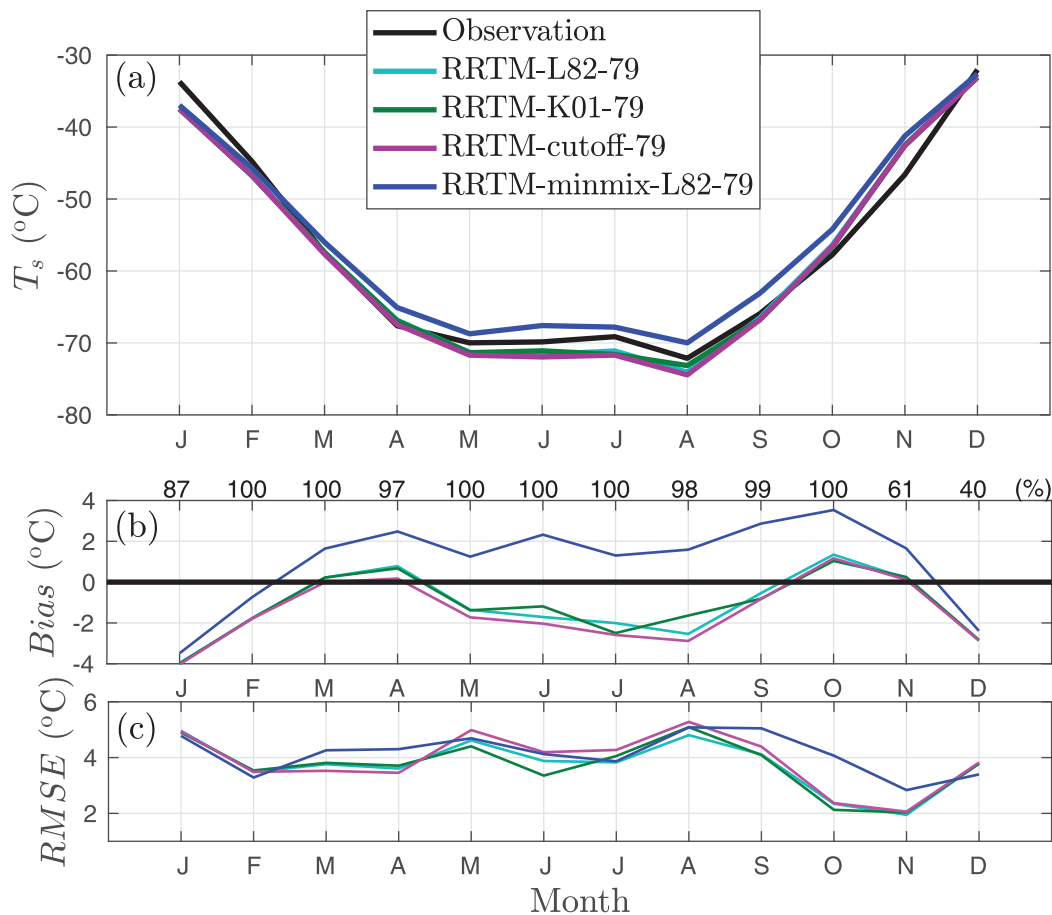 Observation
RRTM-L82-79
RRTM-K01-79
RRTM-cutoff-79
RRTM-minmix-L82-79
(a)
T_s (°C)
-30
-40
-50
-60
-70
-80
J F M A M J J A S O N D
87 100 100 97 100 100 100 98 99 100 61 40 (%)
(b)
Bias (°C)
4
2
0
-2
-4
J F M A M J J A S O N D
(c)
RMSE (°C)
6
4
2
J F M A M J J A S O N D
Month